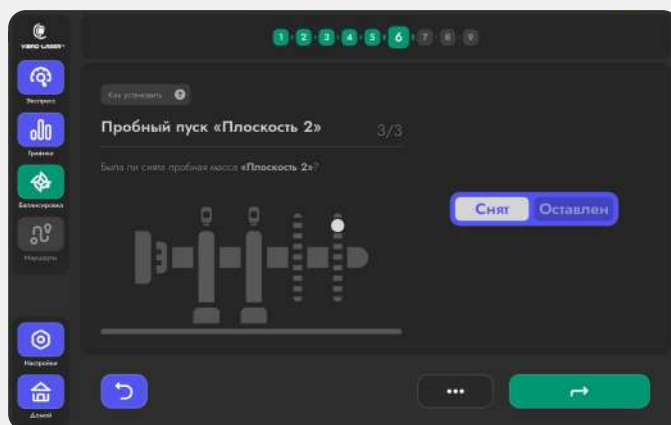 VIBRO-LASER
1 2 3 4 5 6 7 8 9
Экспресс
Как установить ?
Пробный пуск «Плоскость 2» 3/3
Графики
Была ли снята пробная масса «Плоскость 2»?
Балансировка
Снят Оставлен
Маршруты
Настройки
Домой